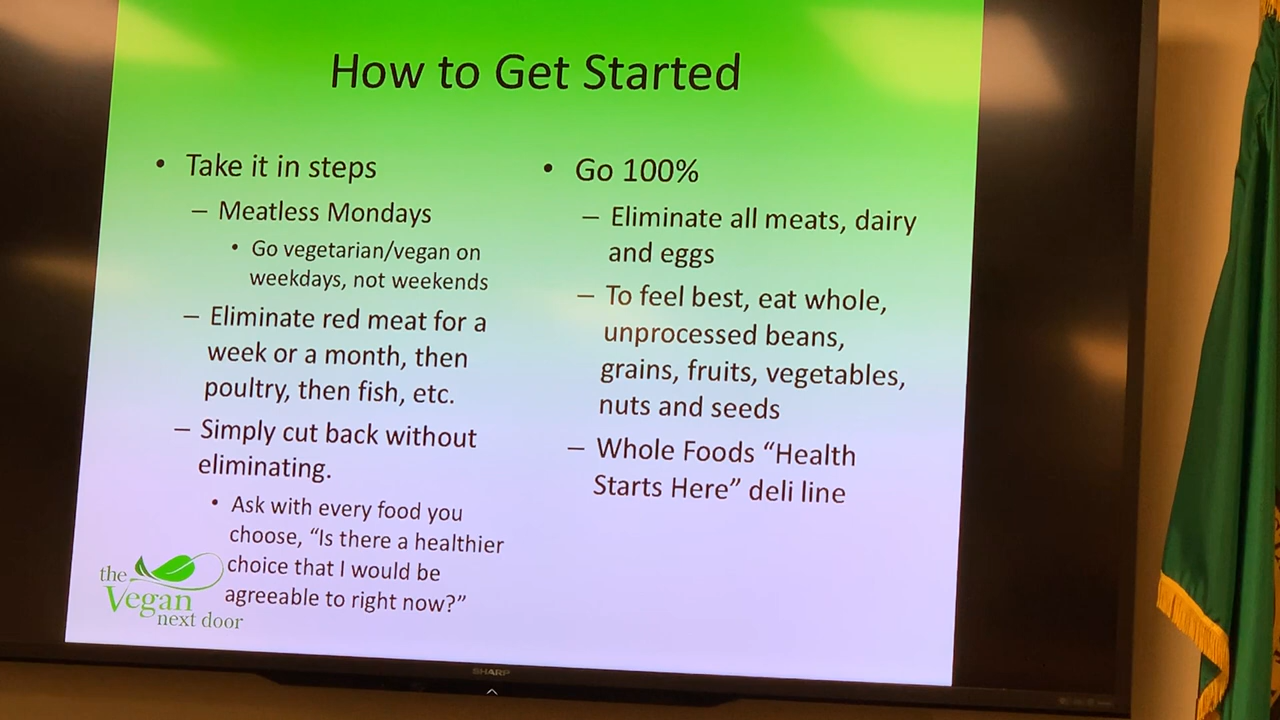 How to Get Started
• Take it in steps
– Meatless Mondays
• Go vegetarian/vegan on
weekdays, not weekends
– Eliminate red meat for a
week or a month, then
poultry, then fish, etc.
– Simply cut back without
eliminating.
• Ask with every food you
choose, “Is there a healthier
choice that I would be
agreeable to right now?”
• Go 100%
– Eliminate all meats, dairy
and eggs
– To feel best, eat whole,
unprocessed beans,
grains, fruits, vegetables,
nuts and seeds
– Whole Foods “Health
Starts Here” deli line
the
Vegan
next door
SHARP